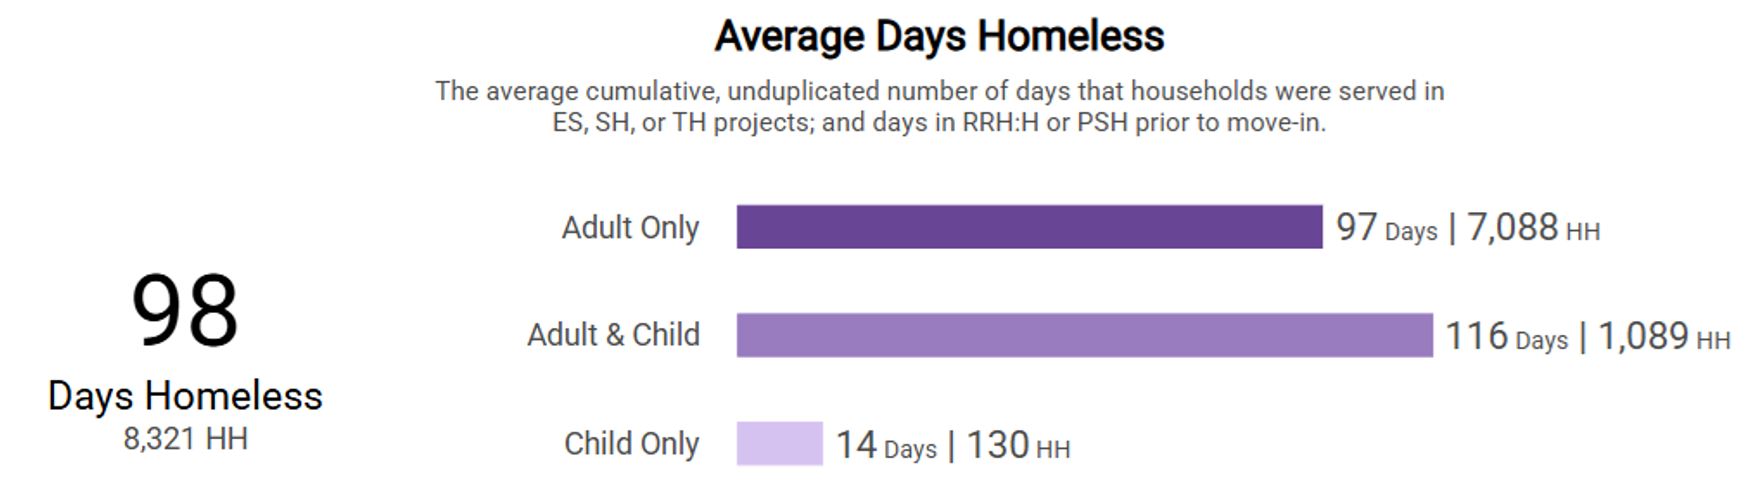 Average Days Homeless
The average cumulative, unduplicated number of days that households were served in
ES, SH, or TH projects; and days in RRH:H or PSH prior to move-in.
98
Days Homeless
8,321 HH
Adult Only 97 Days | 7,088 HH
Adult & Child 116 Days | 1,089 HH
Child Only 14 Days | 130 HH